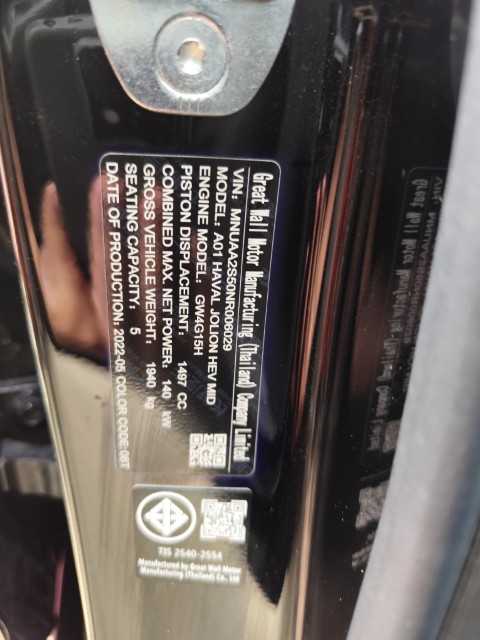 Great Wall Motor Manufacturing (Thailand) Company Limited
VIN: MNUAA2S50NR006029
MODEL: A01 HAVAL JOLION HEV MID
ENGINE MODEL: GW4G15H
PISTON DISPLACEMENT: 1497 CC
COMBINED MAX. NET POWER: 140 kW
GROSS VEHICLE WEIGHT: 1940 kg
SEATING CAPACITY: 5
DATE OF PRODUCTION: 2022-05 COLOR CODE:08T
TIS 2540-2554
Manufactured by Great Wall Motor
Manufacturing (Thailand) Co., Ltd